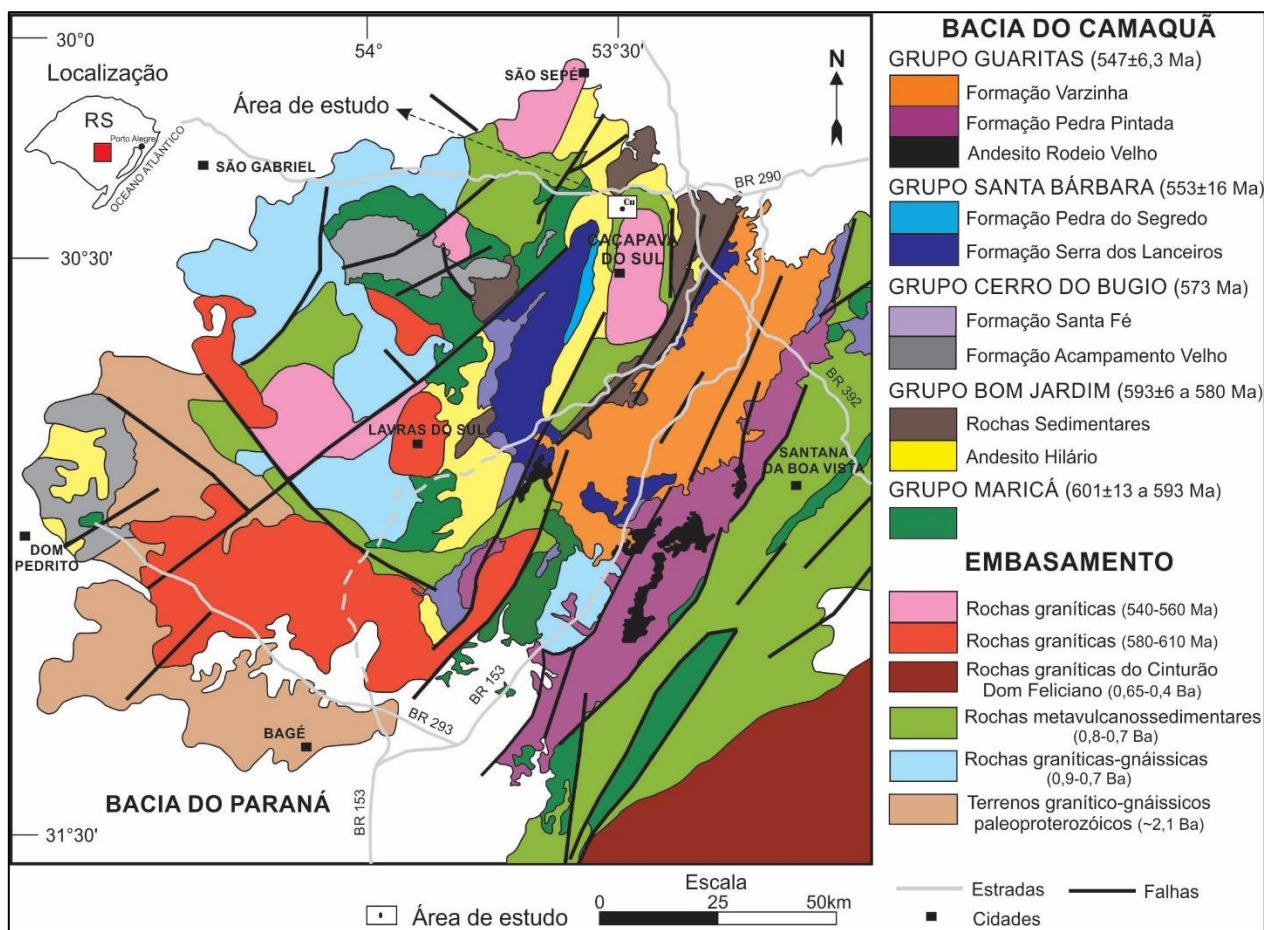 30°0
54°
53°30'
Localização
RS
Porto Alegre
OCEANO ATLÂNTICO
Área de estudo
SÃO SEPÉ
N
SÃO GABRIEL
BR 290
Cu
CAÇAPAVA
DO SUL
30°30'
BR 392
LAVRAS DO SUL
SANTANA
DA BOA VISTA
DOM
PEDRITO
BR 153
BR 293
BAGÉ
BACIA DO PARANÁ
BR 153
31°30'
BACIA DO CAMAQUÃ
GRUPO GUARITAS (547±6,3 Ma)
Formação Varzinha
Formação Pedra Pintada
Andesito Rodeio Velho
GRUPO SANTA BÁRBARA (553±16 Ma)
Formação Pedra do Segredo
Formação Serra dos Lanceiros
GRUPO CERRO DO BUGIO (573 Ma)
Formação Santa Fé
Formação Acampamento Velho
GRUPO BOM JARDIM (593±6 a 580 Ma)
Rochas Sedimentares
Andesito Hilário
GRUPO MARICÁ (601±13 a 593 Ma)
EMBASAMENTO
Rochas graníticas (540-560 Ma)
Rochas graníticas (580-610 Ma)
Rochas graníticas do Cinturão
Dom Feliciano (0,65-0,4 Ba)
Rochas metavulcanossedimentares
(0,8-0,7 Ba)
Rochas graníticas-gnáissicas
(0,9-0,7 Ba)
Terrenos granítico-gnáissicos
paleoproterozóicos (~2,1 Ba)
Estradas
Falhas
Cidades
Área de estudo
Escala
0 25 50km